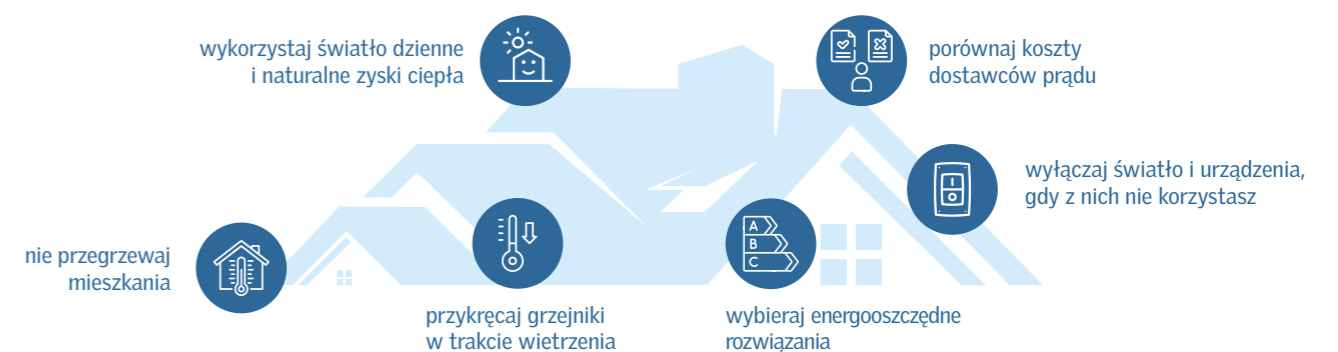 wykorzystaj światło dzienne
i naturalne zyski ciepła
porównaj koszty
dostawców prądu
wyłączaj światło i urządzenia,
gdy z nich nie korzystasz
nie przegrzewaj
mieszkania
przykręcaj grzejniki
w trakcie wietrzenia
A
B
C
wybieraj energooszczędne
rozwiązania